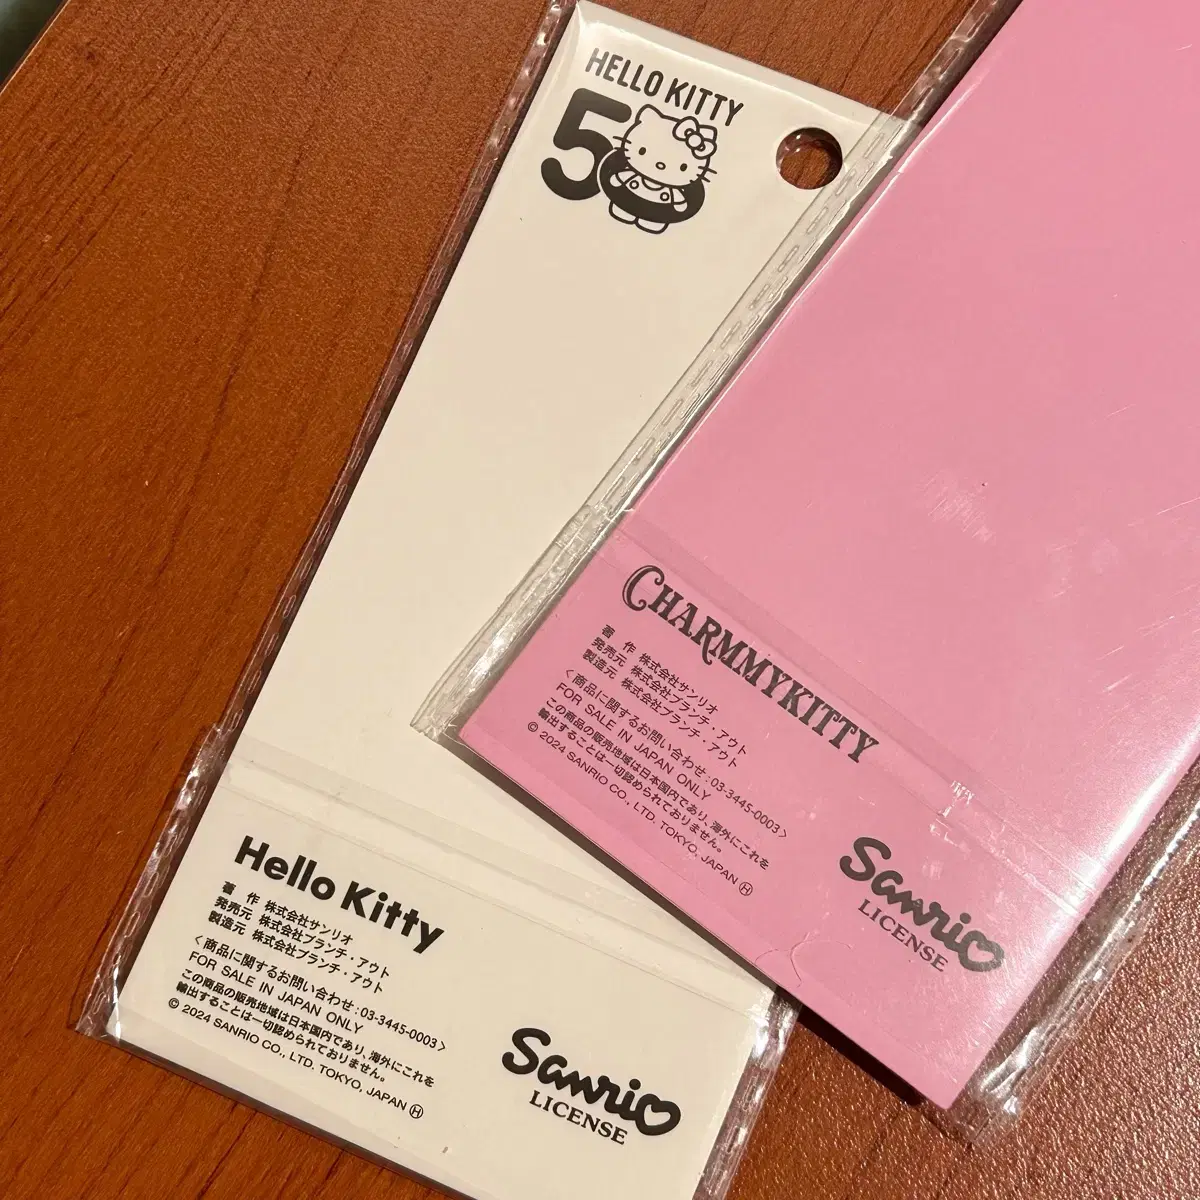 HELLO KITTY
50
Hello Kitty
著 作 株式会社サンリオ
発売元 株式会社ブランチ・アウト
製造元 株式会社ブランチ・アウト
〈商品に関するお問い合わせ:03-3445-0003〉
FOR SALE IN JAPAN ONLY
この商品の販売地域は日本国内であり、海外にこれを
輸出することは一切認められておりません。
© 2024 SANRIO CO., LTD. TOKYO, JAPAN Ⓗ
Sanrio
LICENSE
CHARMMYKITTY
著 作 株式会社サンリオ
発売元 株式会社ブランチ・アウト
製造元 株式会社ブランチ・アウト
〈商品に関するお問い合わせ:03-3445-0003〉
FOR SALE IN JAPAN ONLY
この商品の販売地域は日本国内であり、海外にこれを
輸出することは一切認められておりません。
© 2024 SANRIO CO., LTD. TOKYO, JAPAN Ⓗ
Sanrio
LICENSE